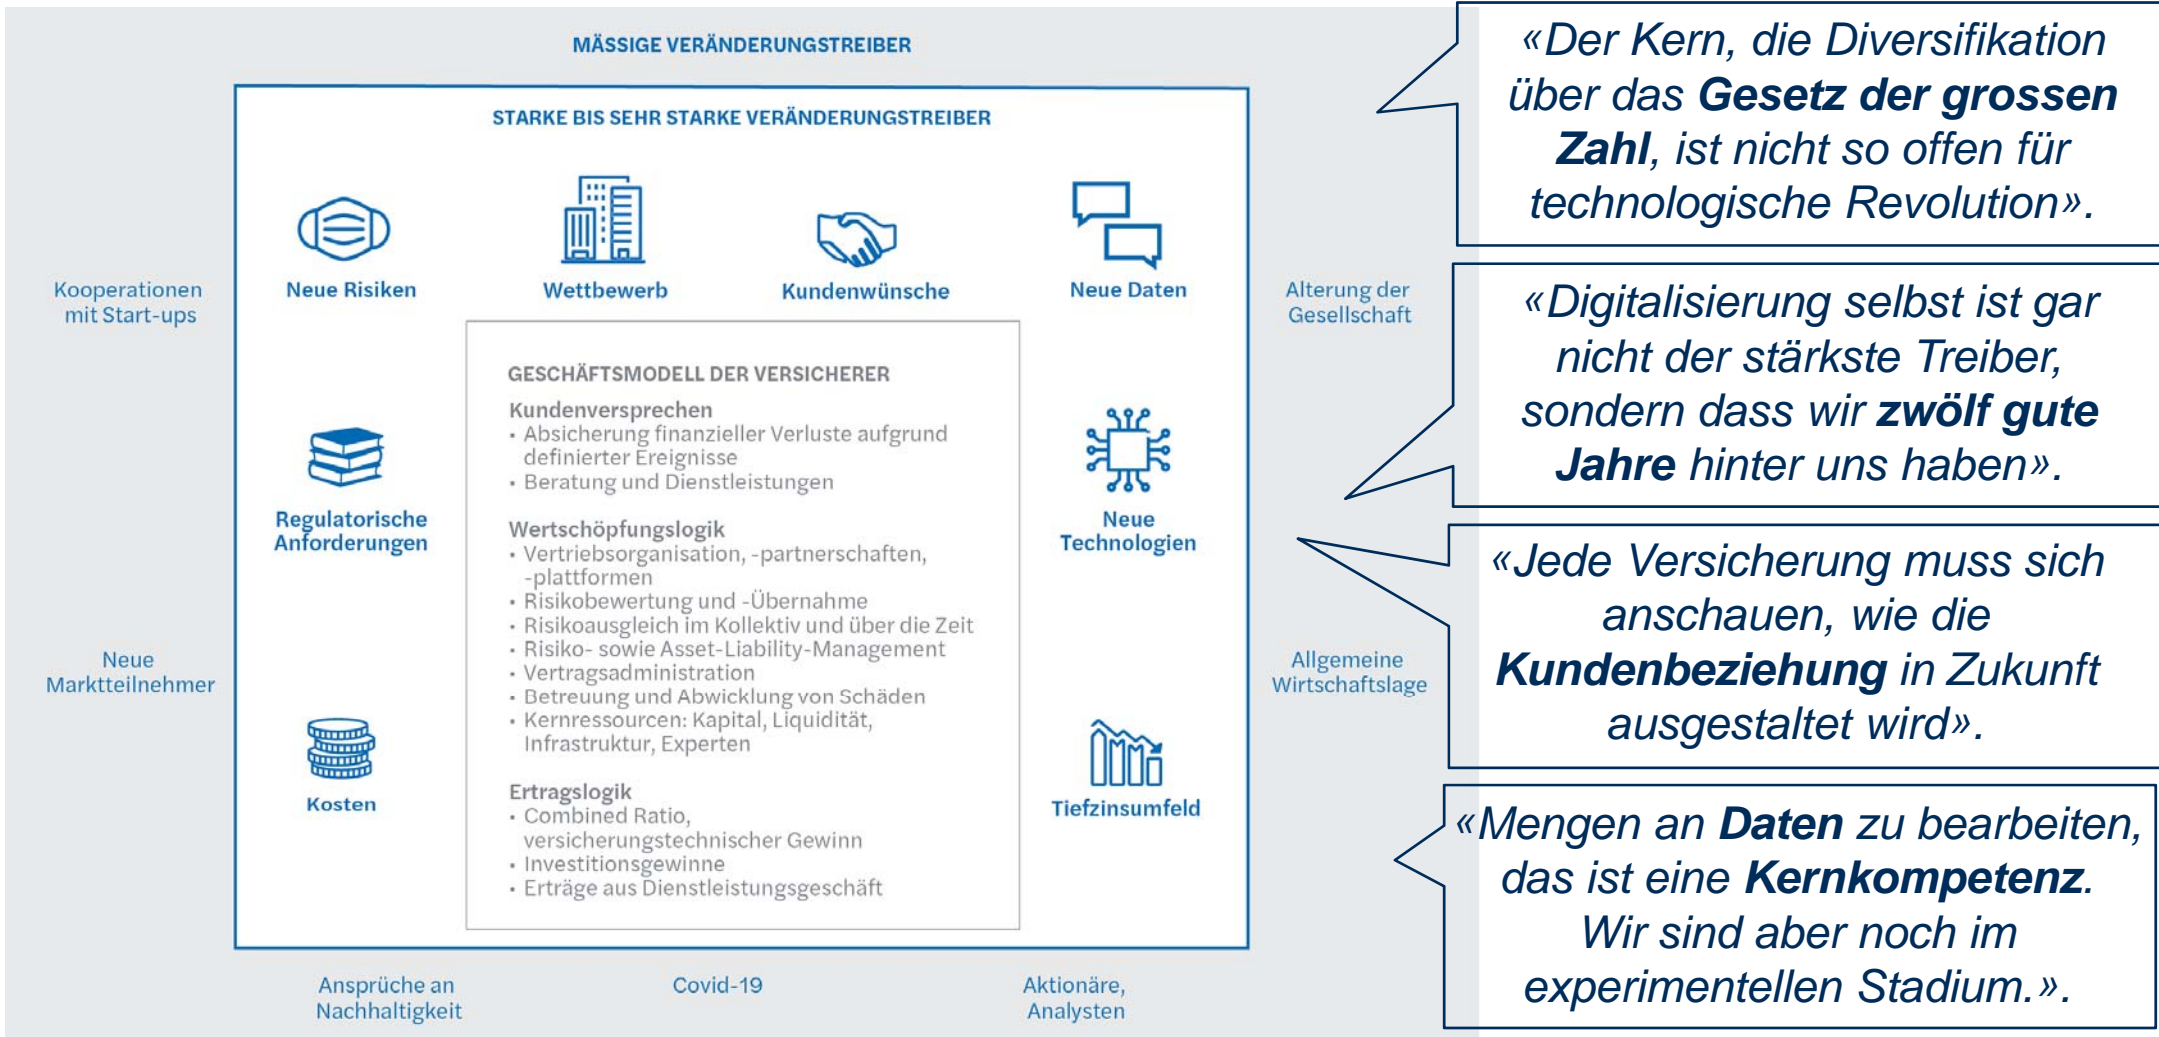 MÄSSIGE VERÄNDERUNGSTREIBER
STARKE BIS SEHR STARKE VERÄNDERUNGSTREIBER
Neue Risiken
Wettbewerb
Kundenwünsche
Neue Daten
Kooperationen
mit Start-ups
Alterung der
Gesellschaft
GESCHÄFTSMODELL DER VERSICHERER
Kundenversprechen
• Absicherung finanzieller Verluste aufgrund
definierter Ereignisse
• Beratung und Dienstleistungen
Wertschöpfungslogik
• Vertriebsorganisation, -partnerschaften,
-plattformen
• Risikobewertung und -Übernahme
• Risikoausgleich im Kollektiv und über die Zeit
• Risiko- sowie Asset-Liability-Management
• Vertragsadministration
• Betreuung und Abwicklung von Schäden
• Kernressourcen: Kapital, Liquidität,
Infrastruktur, Experten
Ertragslogik
• Combined Ratio,
versicherungstechnischer Gewinn
• Investitionsgewinne
• Erträge aus Dienstleistungsgeschäft
Regulatorische
Anforderungen
Neue
Technologien
Neue
Marktteilnehmer
Allgemeine
Wirtschaftslage
Kosten
Tiefzinsumfeld
Ansprüche an
Nachhaltigkeit
Covid-19
Aktionäre,
Analysten
«Der Kern, die Diversifikation
über das Gesetz der grossen
Zahl, ist nicht so offen für
technologische Revolution».
«Digitalisierung selbst ist gar
nicht der stärkste Treiber,
sondern dass wir zwölf gute
Jahre hinter uns haben».
«Jede Versicherung muss sich
anschauen, wie die
Kundenbeziehung in Zukunft
ausgestaltet wird».
«Mengen an Daten zu bearbeiten,
das ist eine Kernkompetenz.
Wir sind aber noch im
experimentellen Stadium.».